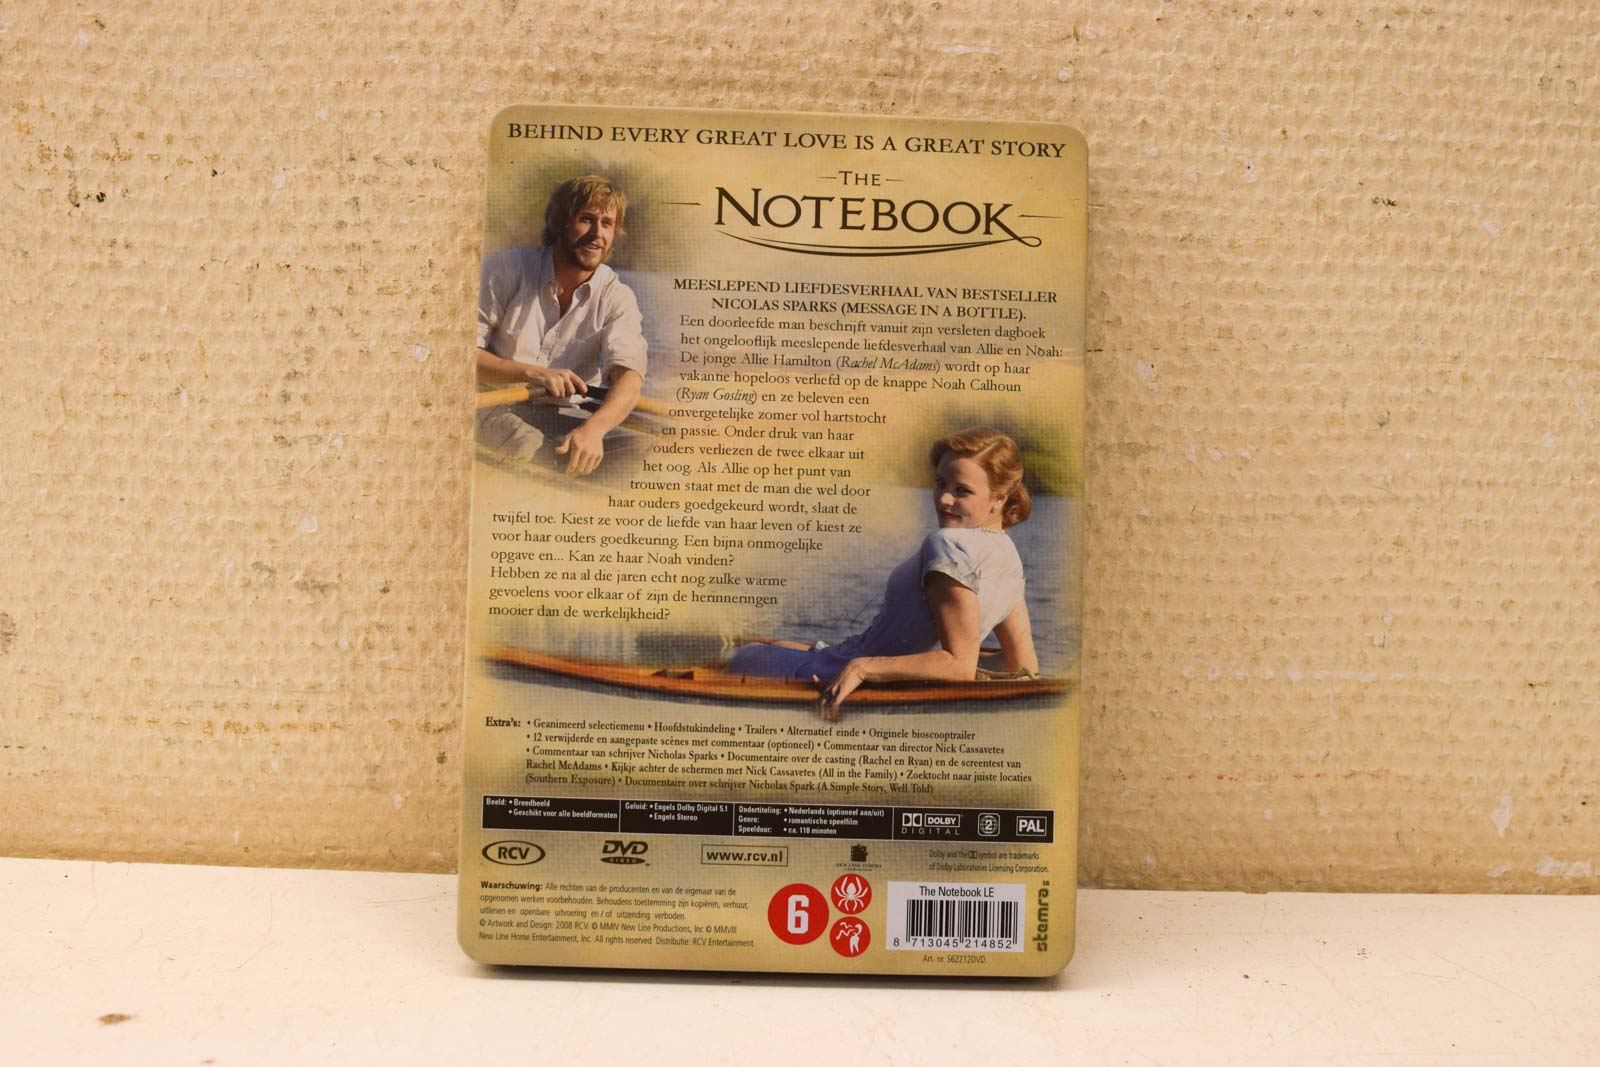 BEHIND EVERY GREAT LOVE IS A GREAT STORY
THE
NOTEBOOK
MEESLEPEND LIEFDESVERHAAL VAN BESTSELLER
NICOLAS SPARKS (MESSAGE IN A BOTTLE).
Een doorleefde man beschrijft vanuit zijn versleten dagboek
het ongelooflijk meeslepende liefdesverhaal van Allie en Noah:
De jonge Allie Hamilton (Rachel McAdams) wordt op haar
vakantie hopeloos verliefd op de knappe Noah Calhoun
(Ryan Gosling) en ze beleven een
onvergetelijke zomer vol hartstocht
en passie. Onder druk van haar
ouders verliezen de twee elkaar uit
het oog. Als Allie op het punt van
trouwen staat met de man die wel door
haar ouders goedgekeurd wordt, slaat de
twijfel toe. Kiest ze voor de liefde van haar leven of kiest ze
voor haar ouders goedkeuring. Een bijna onmogelijke
opgave en... Kan ze haar Noah vinden?
Hebben ze na al die jaren echt nog zulke warme
gevoelens voor elkaar of zijn de herinneringen
mooier dan de werkelijkheid?
Extra's: • Geanimeerd selectiemenu • Hoofdstukindeling • Trailers • Alternatief einde • Originele bioscooptrailer
• 12 verwijderde en aangepaste scènes met commentaar (optioneel) • Commentaar van director Nick Cassavetes
• Commentaar van schrijver Nicholas Sparks • Documentaire over de casting (Rachel en Ryan) en de screentest van
Rachel McAdams • Kijkje achter de schermen met Nick Cassavetes (All in the Family) • Zoektocht naar juiste locaties
(Southern Exposure) • Documentaire over schrijver Nicholas Spark (A Simple Story, Well Told)
Beeld: • Breedbeeld
• Geschikt voor alle beeldformaten
Geluid: • Engels Dolby Digital 5.1
• Engels Stereo
Ondertiteling: • Nederlands (optioneel aan/uit)
Genre: • romantische speelfilm
Speelduur: • ca. 118 minuten
DOLBY
DIGITAL
2
PAL
RCV
DVD
VIDEO
www.rcv.nl
NEW LINE CINEMA
Dolby and the symbol are trademarks
of Dolby Laboratories Licensing Corporation.
Waarschuwing: Alle rechten van de producenten en van de eigenaar van de
opgenomen werken voorbehouden. Behoudens toestemming zijn kopiëren, verhuur,
uitlenen en openbare uitvoering en/of uitzending verboden.
© Artwork and Design: 2008 RCV. © MMIV New Line Productions, Inc © MMVIII
New Line Home Entertainment, Inc. All rights reserved. Distributie: RCV Entertainment.
6
The Notebook LE
8 713045 214852
Art. nr. S62212DVD.
stemra
18